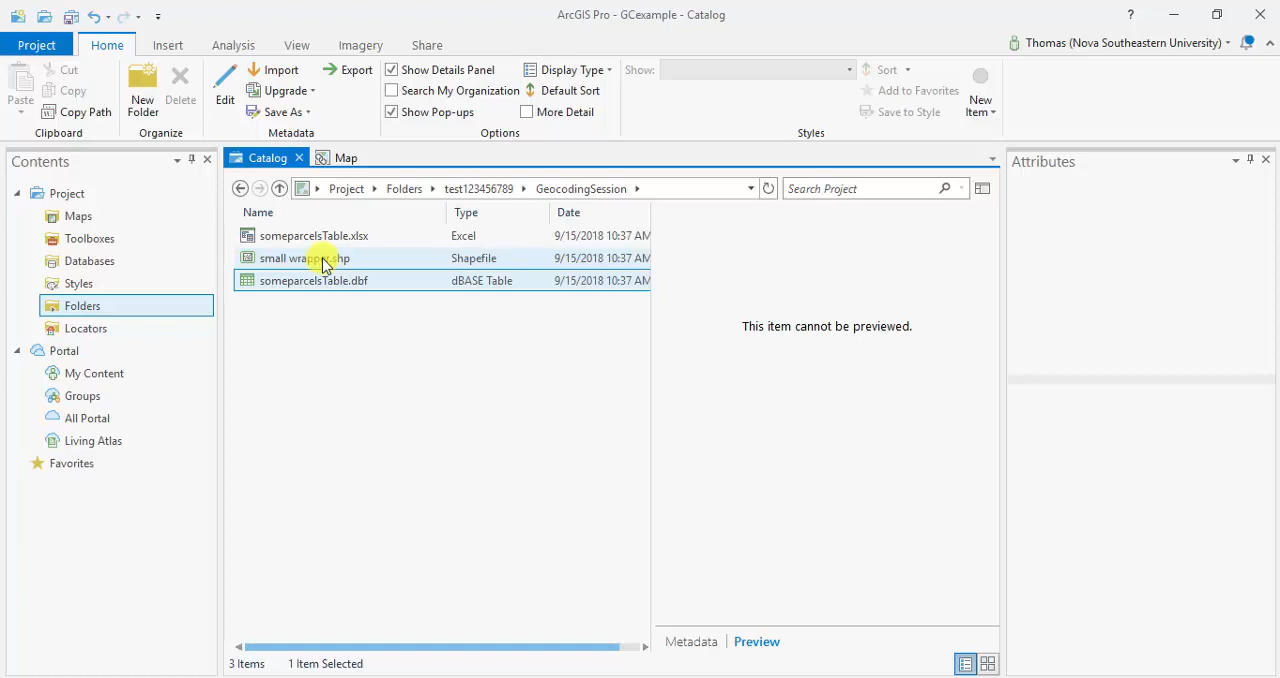 ArcGIS Pro - GCexample - Catalog
?
Project Home Insert Analysis View Imagery Share
Thomas (Nova Southeastern University)
Paste
Cut
Copy
Copy Path
Clipboard
New Folder
Delete
Organize
Edit
Import
Upgrade
Save As
Export
Metadata
Show Details Panel
Search My Organization
Show Pop-ups
Display Type
Default Sort
More Detail
Options
Show:
Sort
Add to Favorites
Save to Style
New Item
Styles
Contents
Project
Maps
Toolboxes
Databases
Styles
Folders
Locators
Portal
My Content
Groups
All Portal
Living Atlas
Favorites
Catalog Map
Project Folders test123456789 GeocodingSession
Search Project
Name Type Date
someparcelsTable.xlsx Excel 9/15/2018 10:37 AM
small wrapper.shp Shapefile 9/15/2018 10:37 AM
someparcelsTable.dbf dBASE Table 9/15/2018 10:37 AM
This item cannot be previewed.
Metadata Preview
3 Items 1 Item Selected
Attributes